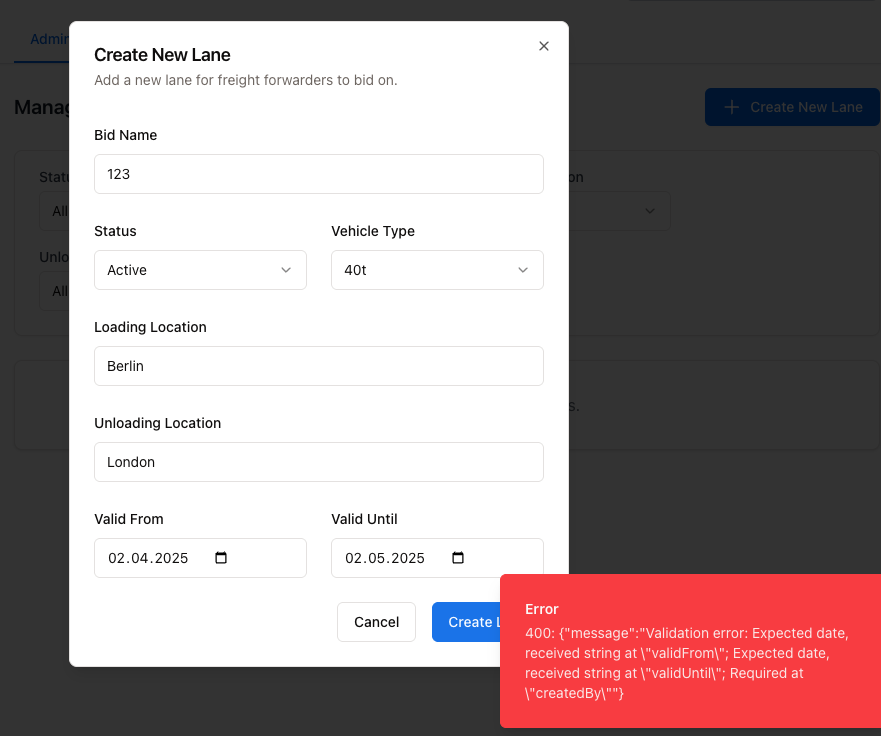 Admin
Create New Lane
Add a new lane for freight forwarders to bid on.
Manag
Create New Lane
Bid Name
123
Statu
on
All
Status
Vehicle Type
Active
40t
Unlo
All
Loading Location
Berlin
s.
Unloading Location
London
Valid From
Valid Until
02.04.2025
02.05.2025
Cancel
Create L
Error
400: {"message":"Validation error: Expected date,
received string at \"validFrom\"; Expected date,
received string at \"validUntil\"; Required at
\"createdBy\""}